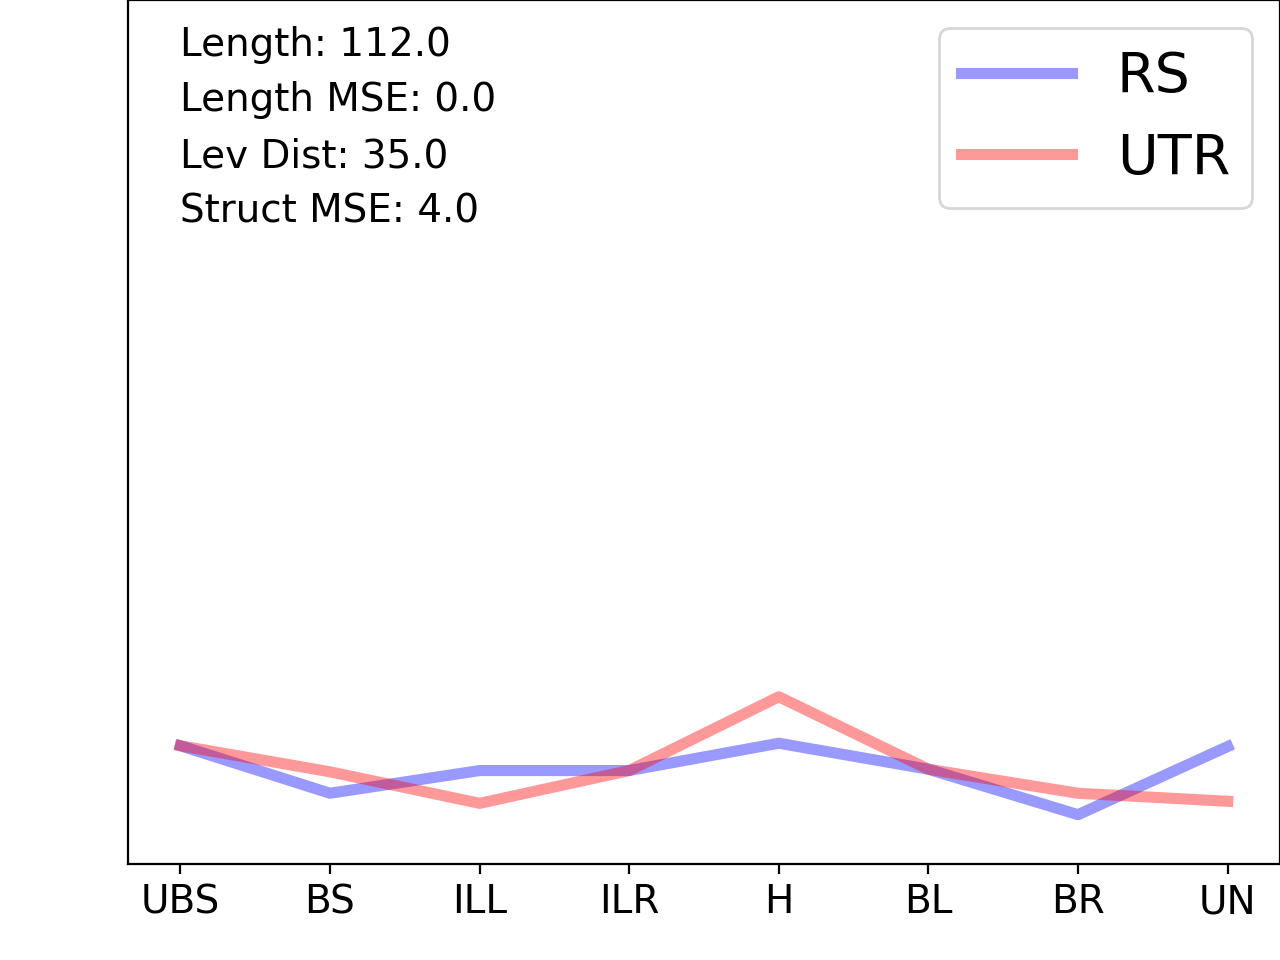 Length: 112.0
Length MSE: 0.0
Lev Dist: 35.0
Struct MSE: 4.0
RS
UTR
UBS BS ILL ILR H BL BR UN